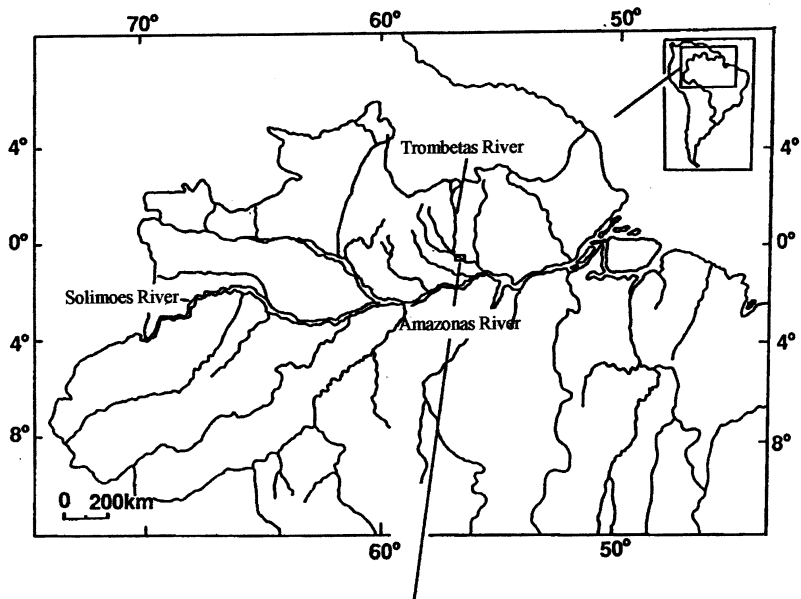 70° 60° 50°
4° Trombetas River 4°
0° 0°
Solimoes River
Amazonas River
4° 4°
8° 8°
0 200km
60° 50°